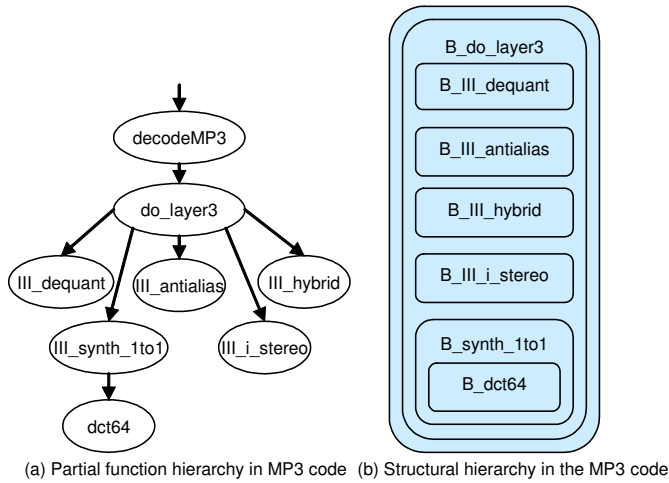 decodeMP3
do_layer3
III_dequant
III_antialias
III_hybrid
III_synth_1to1
III_i_stereo
dct64
(a) Partial function hierarchy in MP3 code
B_do_layer3
B_III_dequant
B_III_antialias
B_III_hybrid
B_III_i_stereo
B_synth_1to1
B_dct64
(b) Structural hierarchy in the MP3 code